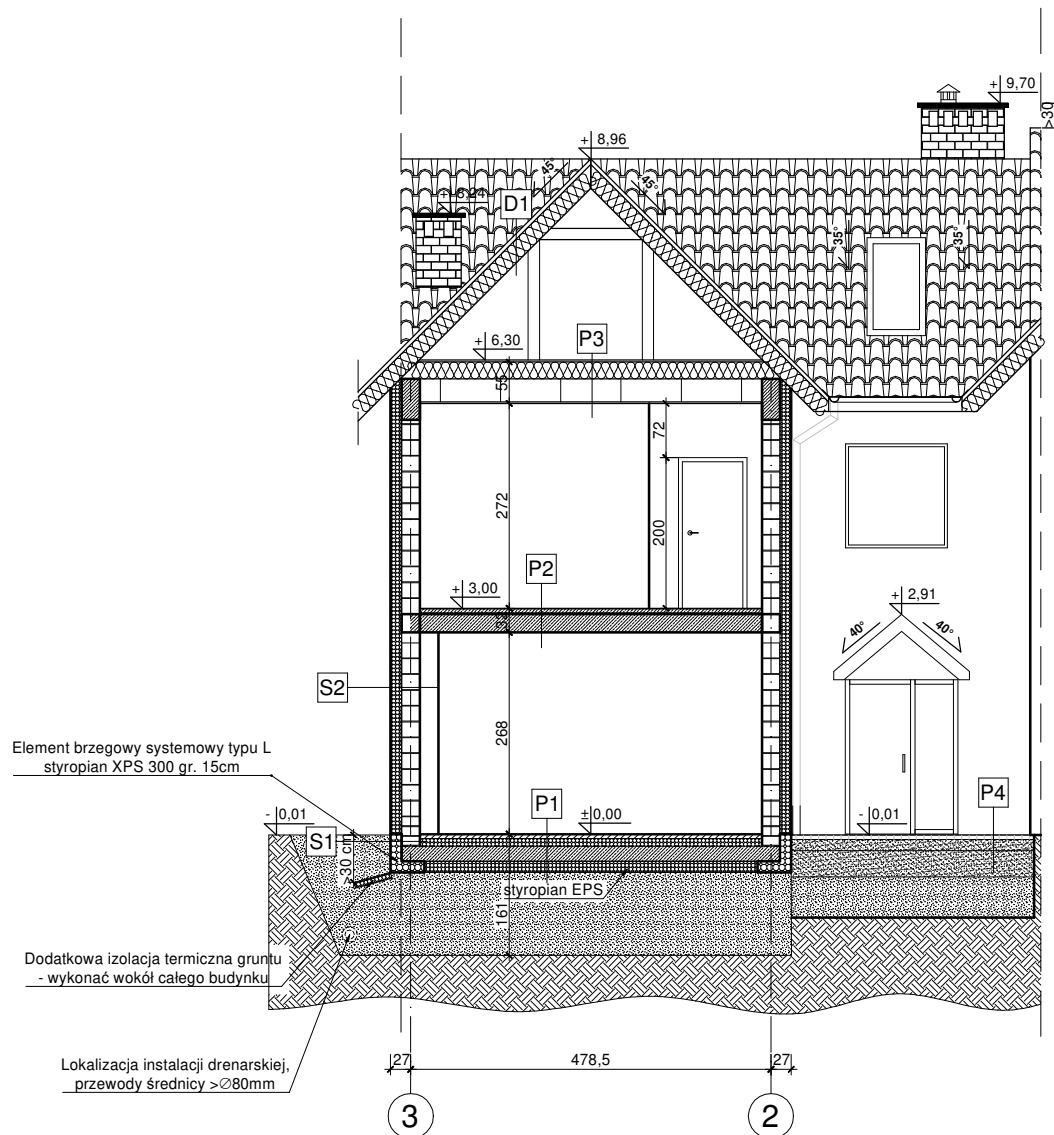 + 9,70
>30
+ 8,96
45°
45°
+ 8,24
D1
35°
35°
+ 6,30
P3
55
72
272
200
P2
+ 3,00
32
+ 2,91
40°
40°
S2
268
Element brzegowy systemowy typu L
styropian XPS 300 gr. 15cm
P1
P4
- 0,01
± 0,00
- 0,01
S1
>30 cm
styropian EPS
161
Dodatkowa izolacja termiczna gruntu
- wykonać wokół całego budynku
Lokalizacja instalacji drenarskiej,
przewody średnicy >∅80mm
27
478,5
27
3
2